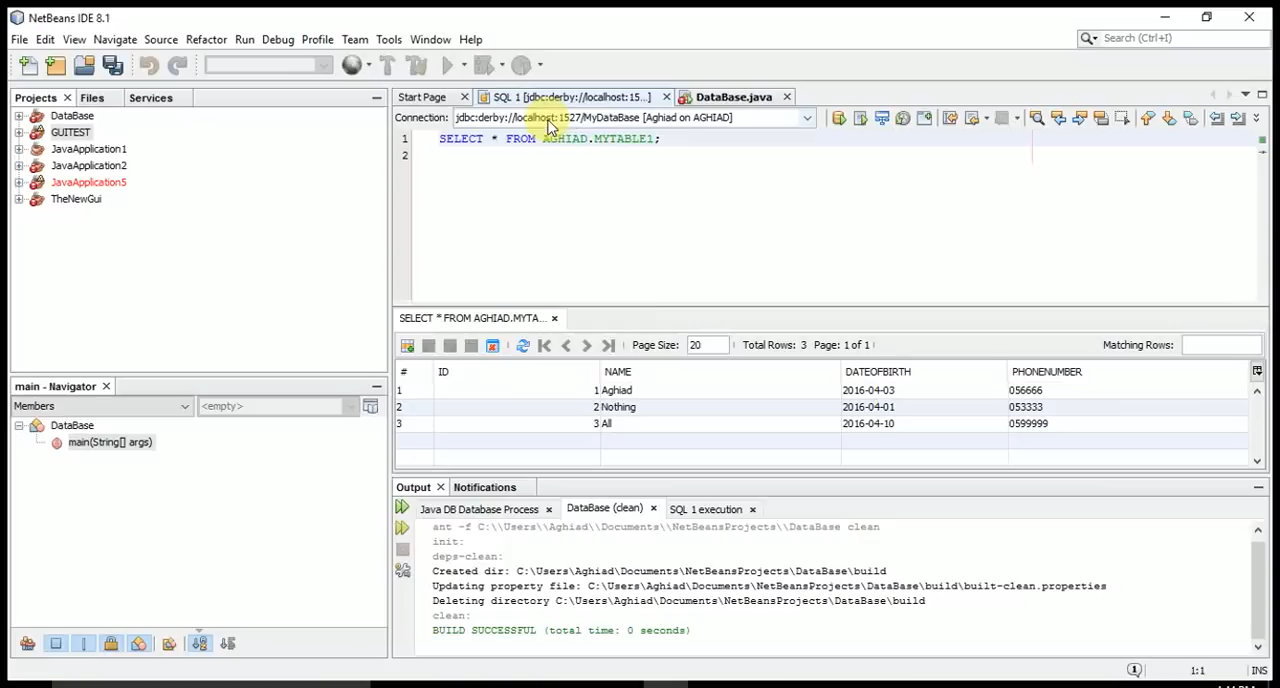 NetBeans IDE 8.1
File Edit View Navigate Source Refactor Run Debug Profile Team Tools Window Help
Search (Ctrl+I)
Projects Files Services
DataBase
GUITEST
JavaApplication1
JavaApplication2
JavaApplication5
TheNewGui
main - Navigator
Members <empty>
DataBase
main(String[] args)
Start Page SQL 1 [jdbc:derby://localhost:15...] DataBase.java
Connection: jdbc:derby://localhost:1527/MyDataBase [Aghiad on AGHIAD]
1 SELECT * FROM AGHIAD.MYTABLE1;
2
SELECT * FROM AGHIAD.MYTA...
Page Size: 20 Total Rows: 3 Page: 1 of 1 Matching Rows:
# ID NAME DATEOFBIRTH PHONENUMBER
1 1 Aghiad 2016-04-03 056666
2 2 Nothing 2016-04-01 053333
3 3 All 2016-04-10 0599999
Output Notifications
Java DB Database Process DataBase (clean) SQL 1 execution
ant -f C:\\Users\\Aghiad\\Documents\\NetBeansProjects\\DataBase clean
init:
deps-clean:
Created dir: C:\Users\Aghiad\Documents\NetBeansProjects\DataBase\build
Updating property file: C:\Users\Aghiad\Documents\NetBeansProjects\DataBase\build\built-clean.properties
Deleting directory C:\Users\Aghiad\Documents\NetBeansProjects\DataBase\build
clean:
BUILD SUCCESSFUL (total time: 0 seconds)
1 1:1 INS